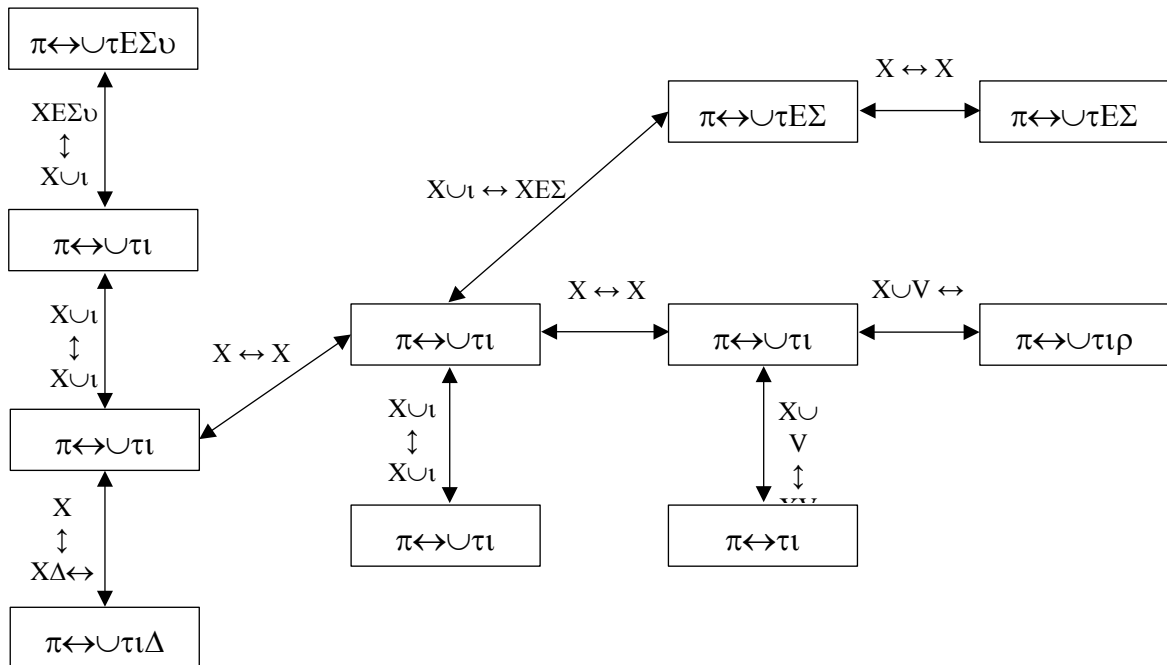 π↔∪τΕΣυ
ΧΕΣυ
↕
Χ∪ι
π↔∪τι
Χ∪ι
↕
Χ∪ι
π↔∪τι
Χ
↕
ΧΔ↔
π↔∪τιΔ
Χ ↔ Χ
Χ∪ι ↔ ΧΕΣ
π↔∪τΕΣ
Χ ↔ Χ
π↔∪τΕΣ
π↔∪τι
Χ ↔ Χ
π↔∪τι
Χ∪V ↔
π↔∪τιρ
Χ∪ι
↕
Χ∪ι
π↔∪τι
Χ∪
V
↕
π↔τι